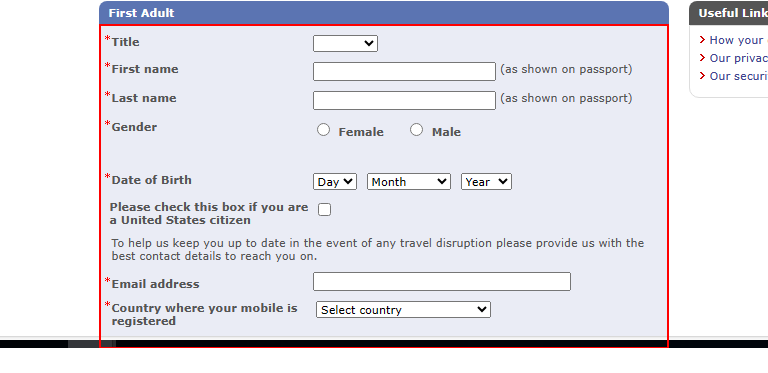 First Adult
Useful Link
*Title
How your
*First name (as shown on passport)
Our privac
Our securi
*Last name (as shown on passport)
*Gender Female Male
*Date of Birth Day Month Year
Please check this box if you are
a United States citizen
To help us keep you up to date in the event of any travel disruption please provide us with the
best contact details to reach you on.
*Email address
*Country where your mobile is Select country
registered